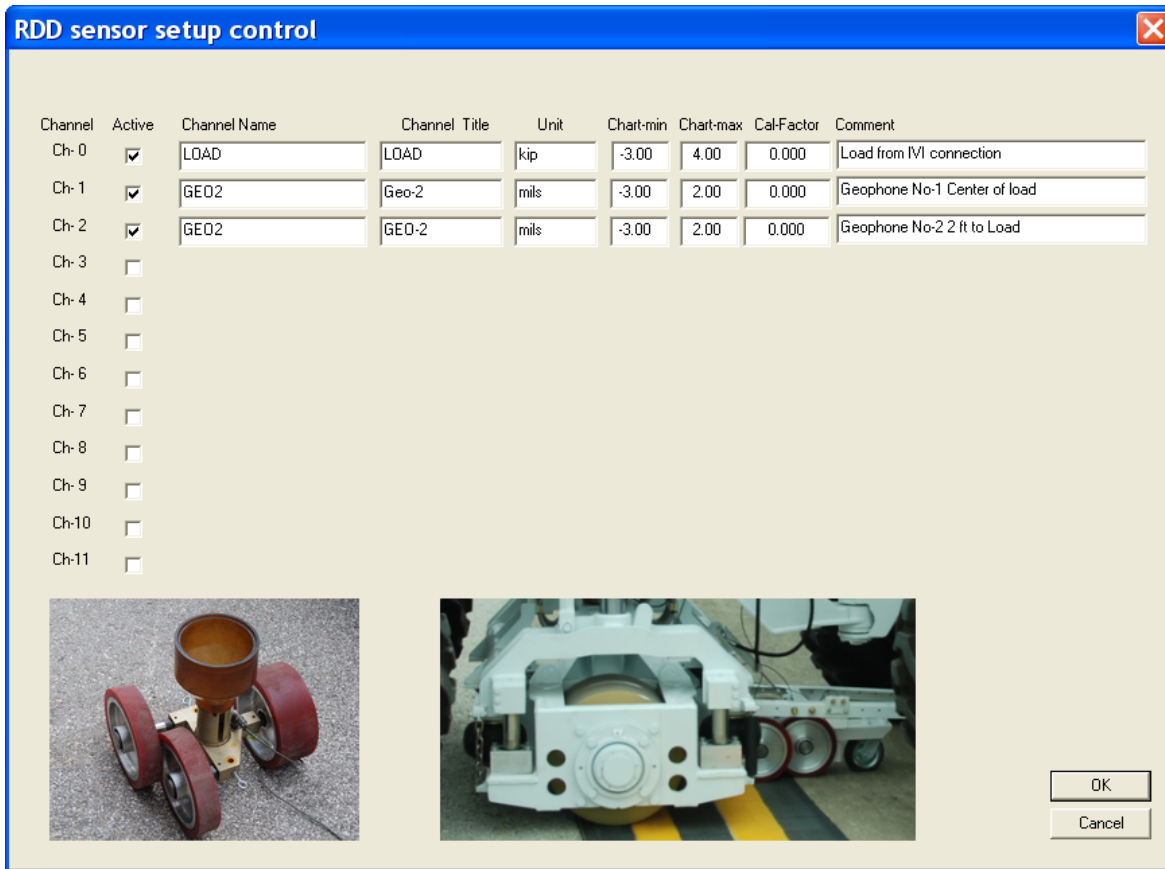 RDD sensor setup control
Channel Active Channel Name Channel Title Unit Chart-min Chart-max Cal-Factor Comment
Ch- 0 LOAD LOAD kip -3.00 4.00 0.000 Load from IVI connection
Ch- 1 GEO2 Geo-2 mils -3.00 2.00 0.000 Geophone No-1 Center of load
Ch- 2 GEO2 GEO-2 mils -3.00 2.00 0.000 Geophone No-2 2 ft to Load
Ch- 3
Ch- 4
Ch- 5
Ch- 6
Ch- 7
Ch- 8
Ch- 9
Ch-10
Ch-11
OK
Cancel